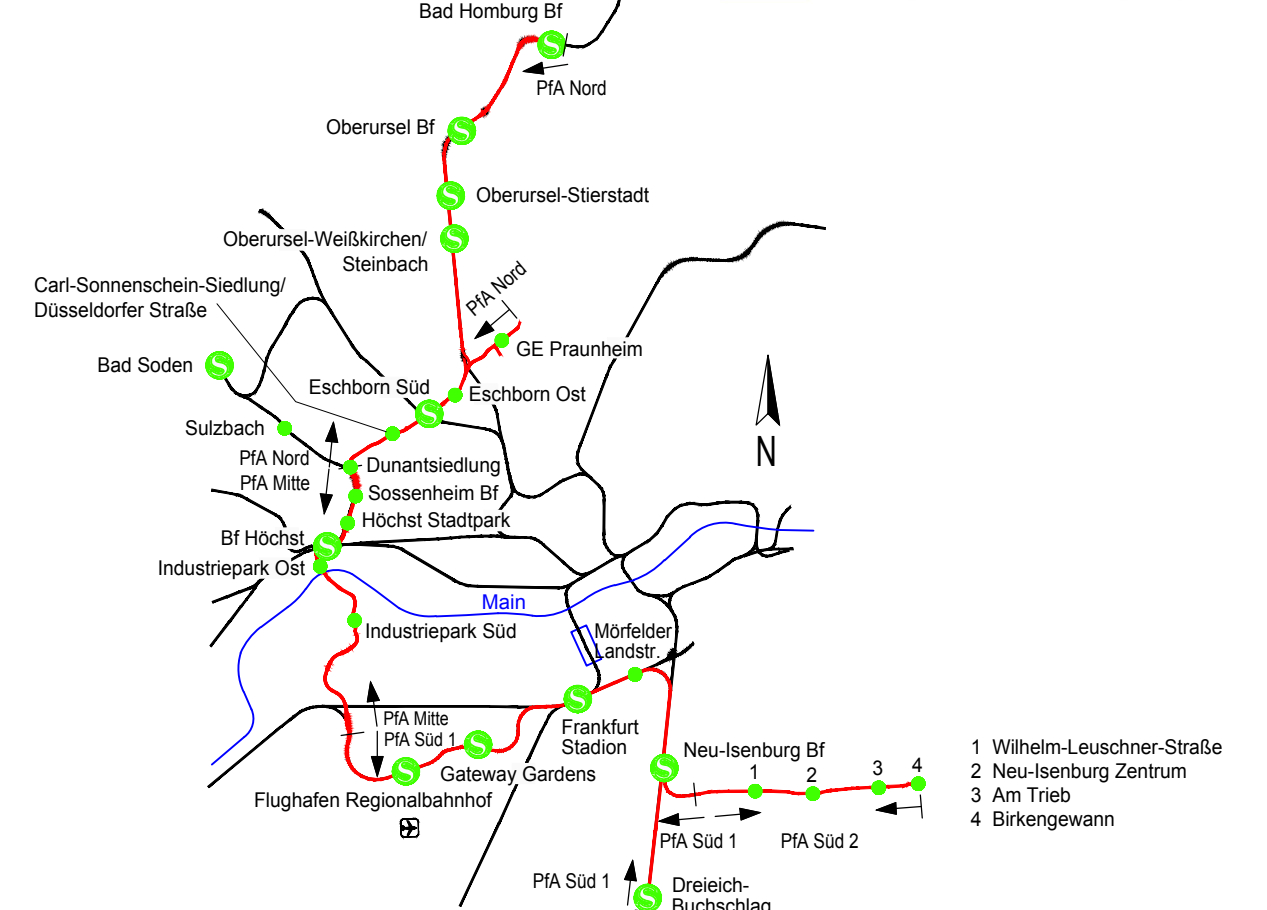 Bad Homburg Bf
PfA Nord
Oberursel Bf
Oberursel-Stierstadt
Oberursel-Weißkirchen/
Steinbach
PfA Nord
Carl-Sonnenschein-Siedlung/
Düsseldorfer Straße
GE Praunheim
Bad Soden
Eschborn Süd
Eschborn Ost
Sulzbach
PfA Nord
PfA Mitte
Dunantsiedlung
Sossenheim Bf
N
Höchst Stadtpark
Bf Höchst
Industriepark Ost
Main
Industriepark Süd
Mörfelder
Landstr.
PfA Mitte
PfA Süd 1
Frankfurt
Stadion
Gateway Gardens
Flughafen Regionalbahnhof
Neu-Isenburg Bf
1
2
3
4
1 Wilhelm-Leuschner-Straße
2 Neu-Isenburg Zentrum
3 Am Trieb
4 Birkengewann
PfA Süd 1
PfA Süd 2
PfA Süd 1
Dreieich-
Buchschlag